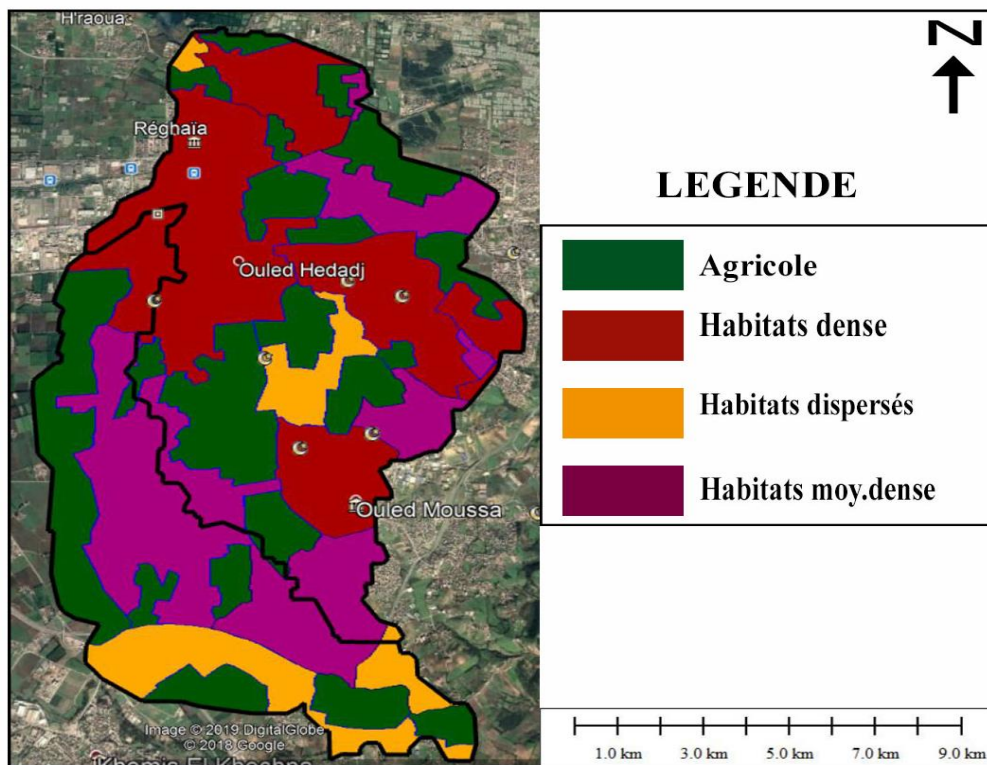 H'raoua
Réghaïa
Ouled Hedadj
Ouled Moussa
Image © 2019 DigitalGlobe
© 2018 Google
N
LEGENDE
Agricole
Habitats dense
Habitats dispersés
Habitats moy.dense
1.0 km 3.0 km 5.0 km 7.0 km 9.0 km